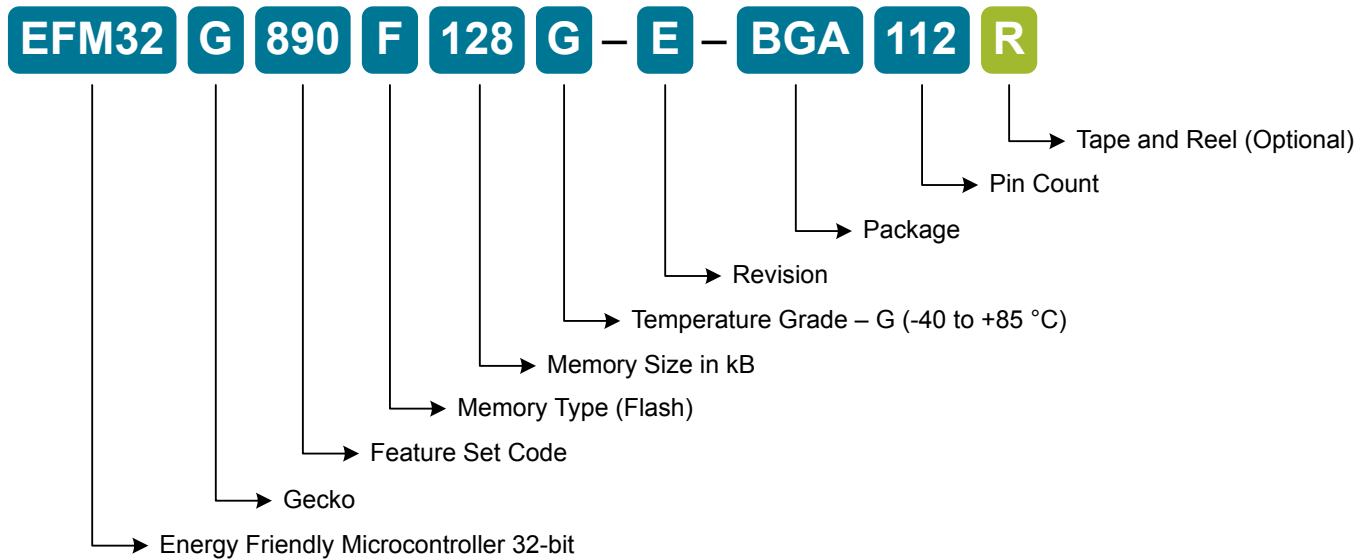 EFM32 G 890 F 128 G – E – BGA 112 R
Tape and Reel (Optional)
Pin Count
Package
Revision
Temperature Grade – G (-40 to +85 °C)
Memory Size in kB
Memory Type (Flash)
Feature Set Code
Gecko
Energy Friendly Microcontroller 32-bit